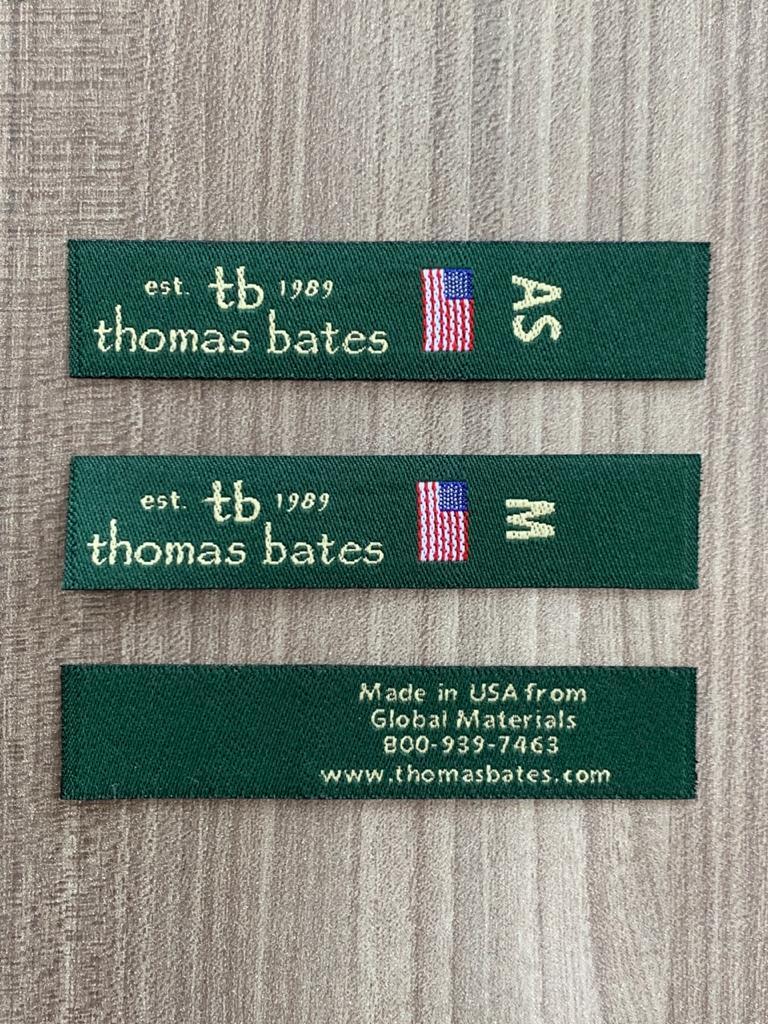 est. tb 1989
thomas bates
AS
est. tb 1989
thomas bates
M
Made in USA from
Global Materials
800-939-7463
www.thomasbates.com